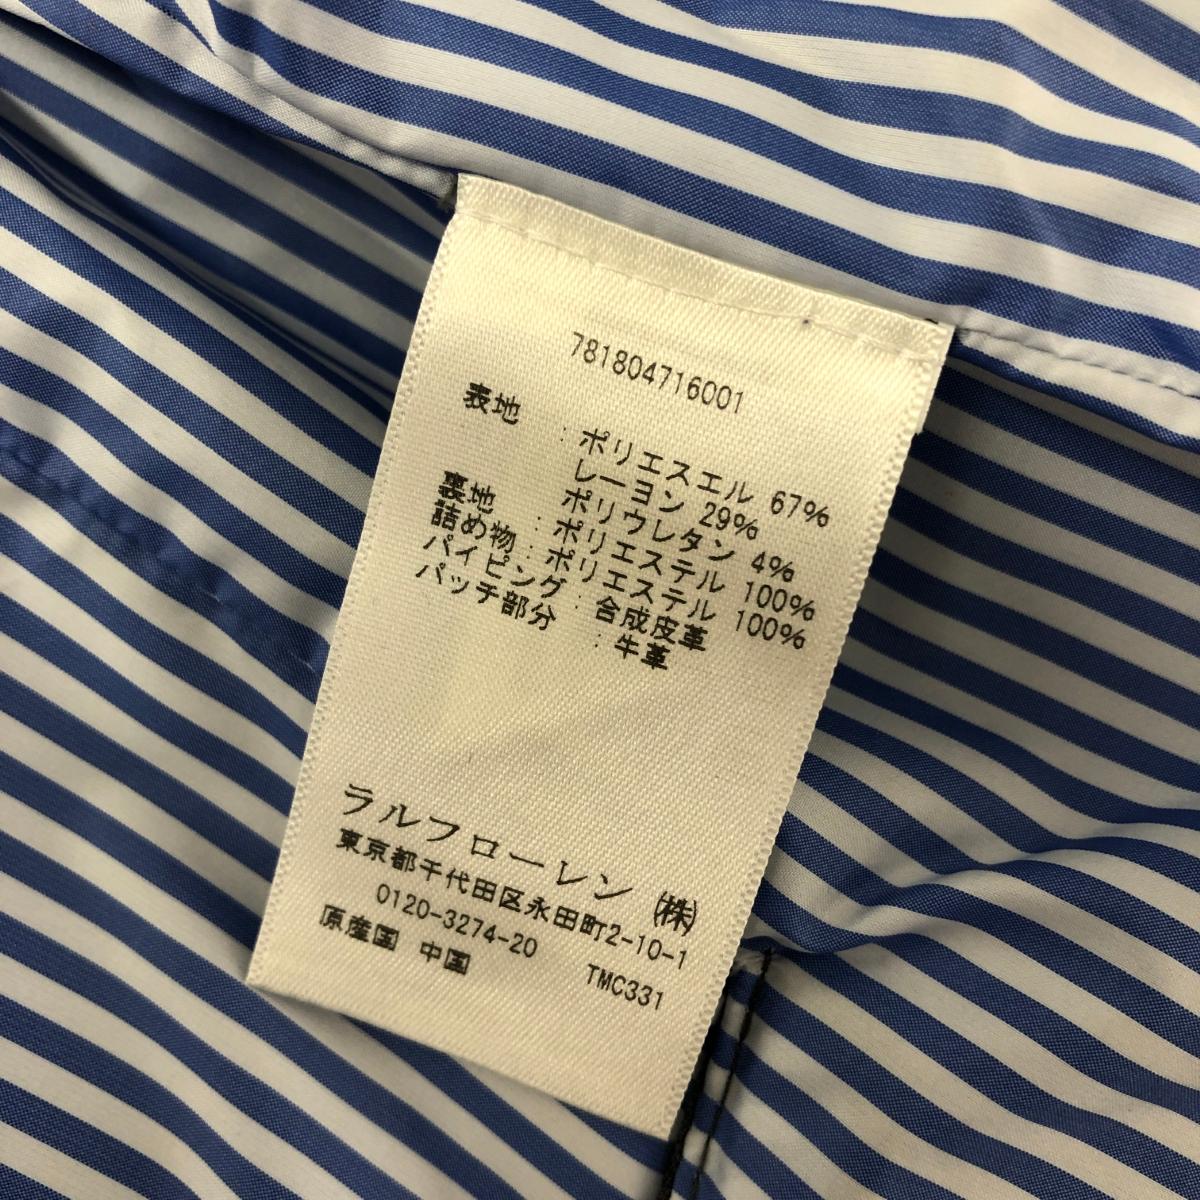 781804716001
表地 : ポリエスエル 67%
レーヨン 29%
ポリウレタン 4%
裏地 : ポリエステル 100%
詰め物 : ポリエステル 100%
パイピング : 合成皮革
パッチ部分 : 牛革
ラルフローレン ㈱
東京都千代田区永田町2-10-1
0120-3274-20 TMC331
原産国 中国